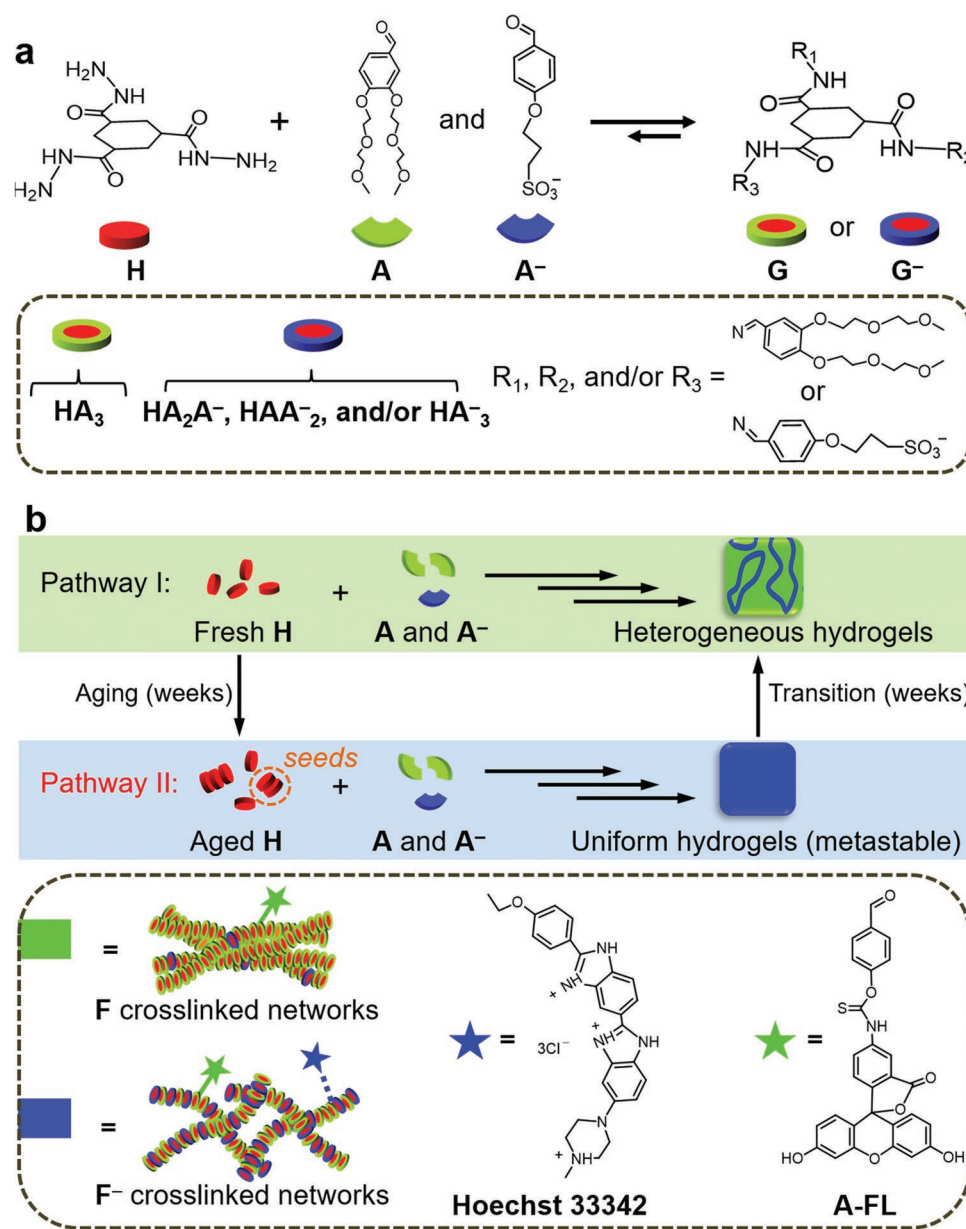 a
H₂N
NH
O
O
O
NH
HN-NH₂
H₂N
N
H
+
O
O
O
O
O
O
O
and
O
O
SO₃⁻
R₁
NH
O
O
O
NH
HN
R₂
R₃
H
A
A⁻
G
or
G⁻
HA₃
HA₂A⁻, HAA⁻₂, and/or HA⁻₃
R₁, R₂, and/or R₃ =
N
O
O
O
O
O
O
or
N
O
SO₃⁻
b
Pathway I:
+
Fresh H
A and A⁻
Heterogeneous hydrogels
Aging (weeks)
Transition (weeks)
Pathway II:
seeds
+
Aged H
A and A⁻
Uniform hydrogels (metastable)
=
F crosslinked networks
=
F⁻ crosslinked networks
=
O
NH
NH
+
+
NH
NH
3Cl⁻
N
N
H
+
Hoechst 33342
=
O
O
S
NH
O
O
HO
O
OH
A-FL